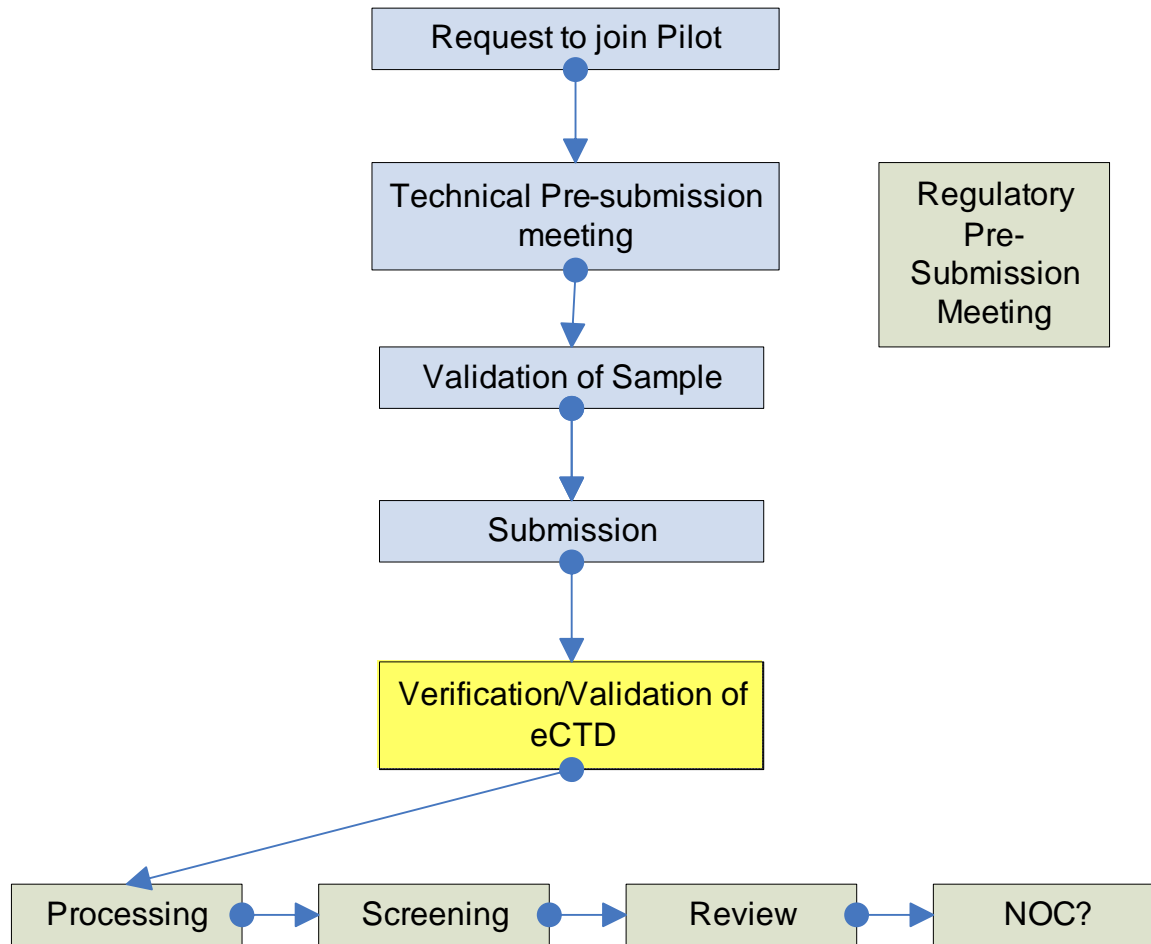 Request to join Pilot
Technical Pre-submission
meeting
Regulatory
Pre-
Submission
Meeting
Validation of Sample
Submission
Verification/Validation of
eCTD
Processing
Screening
Review
NOC?